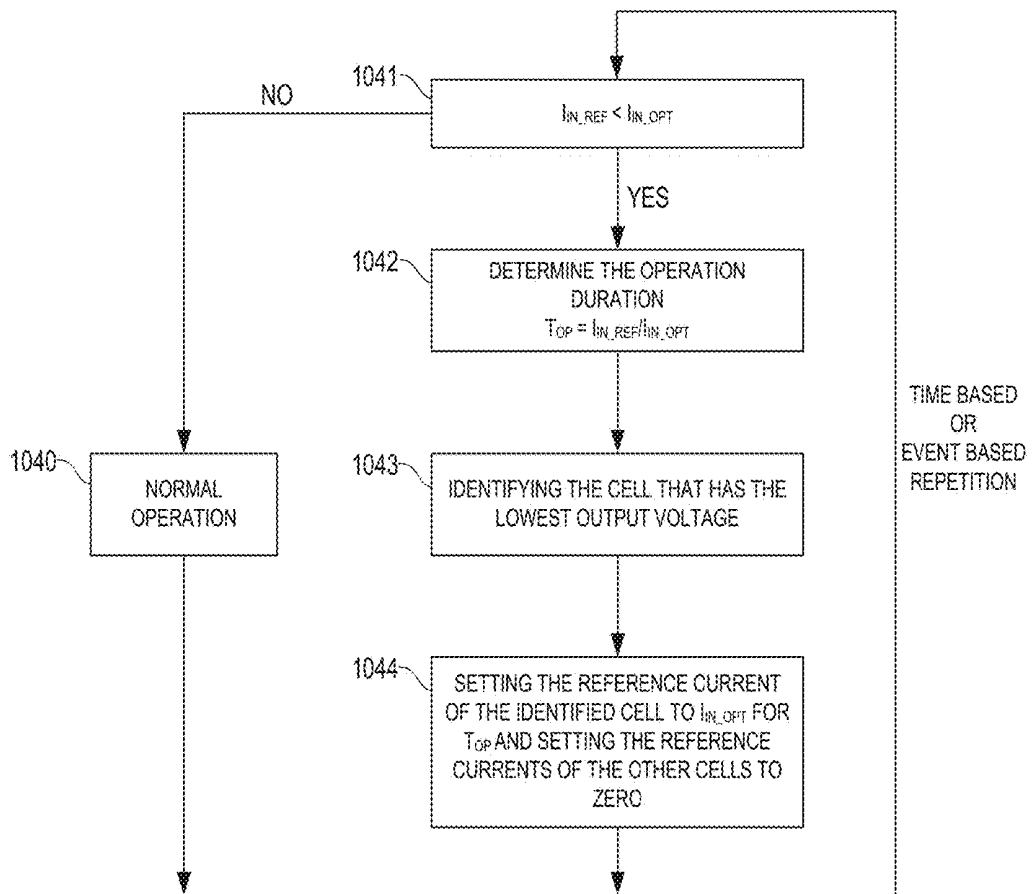 1041
NO
I_IN_REF < I_IN_OPT
YES
1042
DETERMINE THE OPERATION
DURATION
T_OP = I_IN_REF/I_IN_OPT
TIME BASED
OR
EVENT BASED
REPETITION
1040
NORMAL
OPERATION
1043
IDENTIFYING THE CELL THAT HAS THE
LOWEST OUTPUT VOLTAGE
1044
SETTING THE REFERENCE CURRENT
OF THE IDENTIFIED CELL TO I_IN_OPT FOR
T_OP AND SETTING THE REFERENCE
CURRENTS OF THE OTHER CELLS TO
ZERO